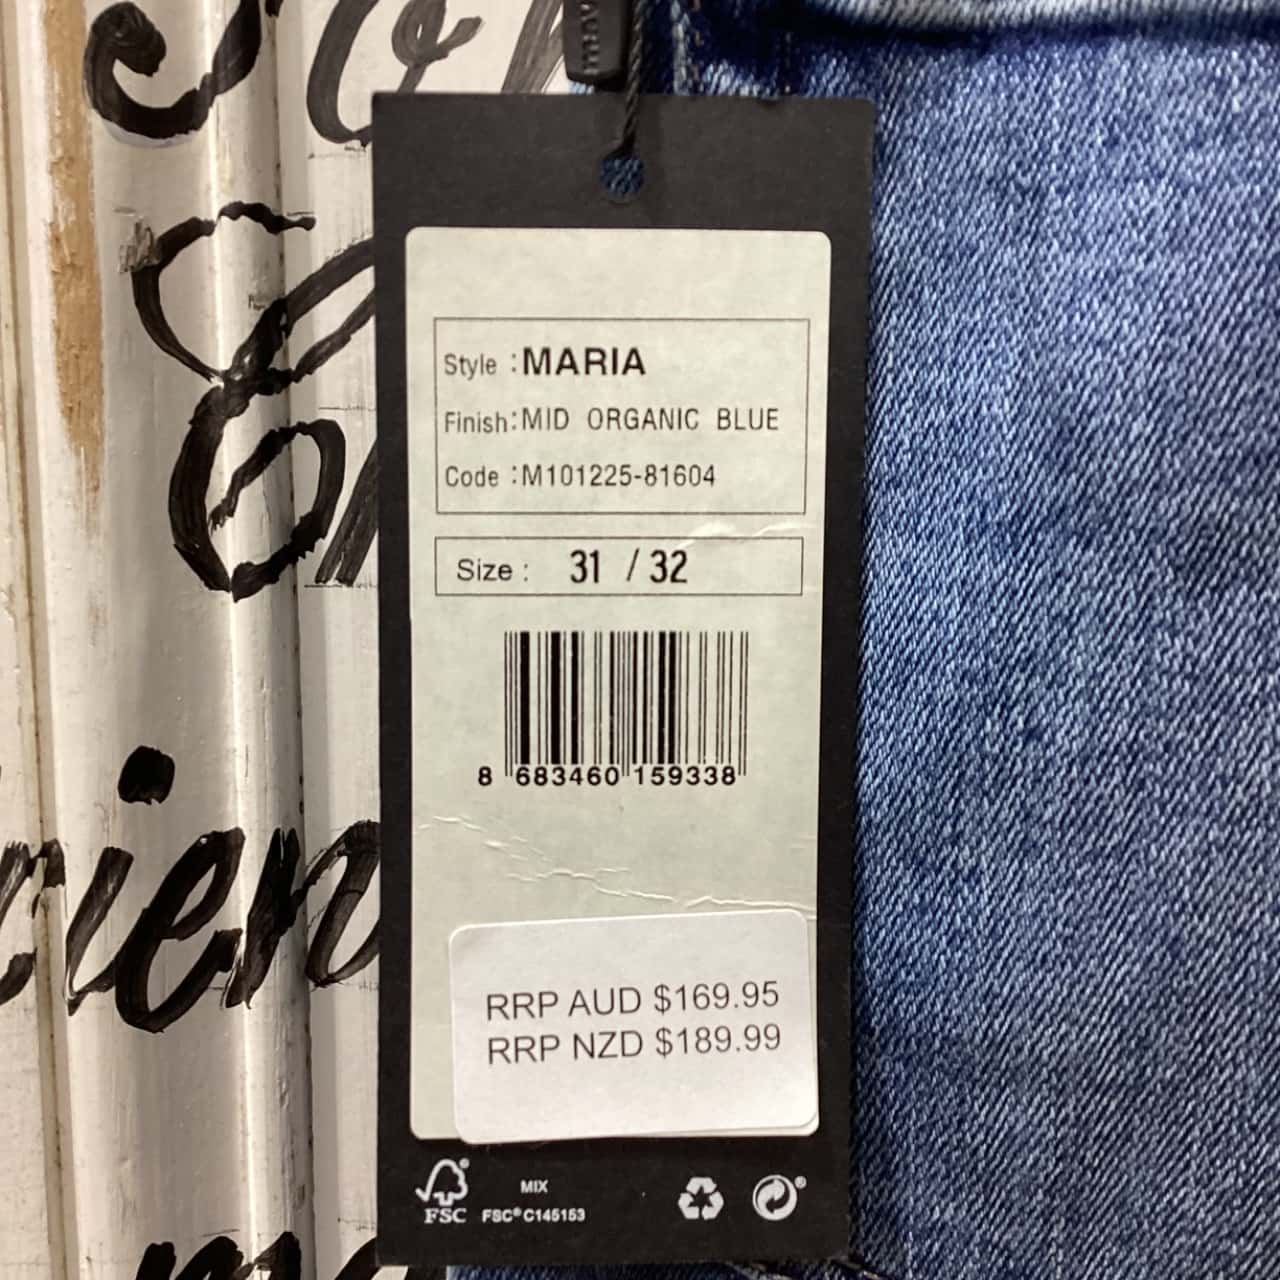 mav
Style : MARIA
Finish: MID ORGANIC BLUE
Code : M101225-81604
Size : 31 / 32
8 683460 159338
RRP AUD $169.95
RRP NZD $189.99
FSC
MIX
FSC® C145153